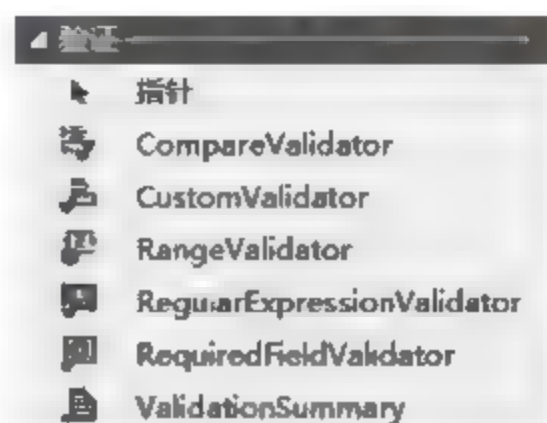 验证
指针
CompareValidator
CustomValidator
RangeValidator
RegularExpressionValidator
RequiredFieldValidator
ValidationSummary